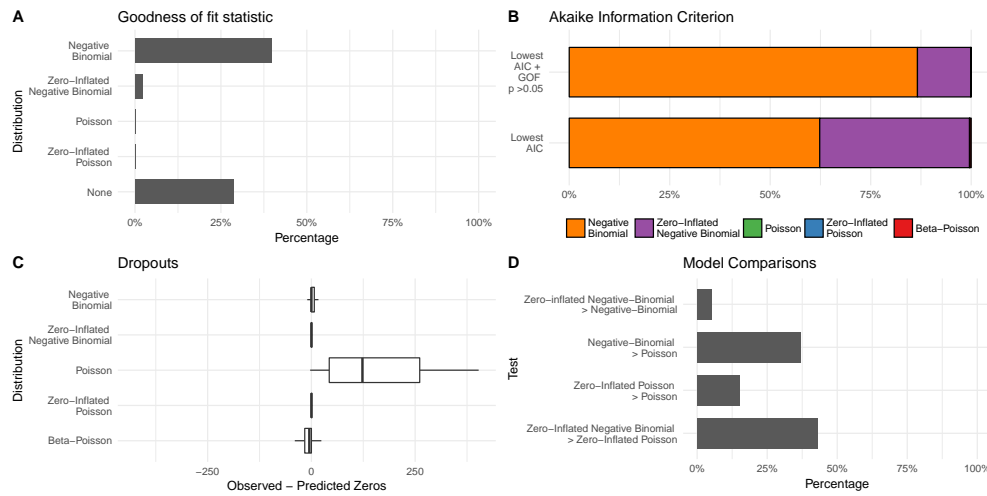 A
Goodness of fit statistic
Distribution
Negative
Binomial
Zero−Inflated
Negative Binomial
Poisson
Zero−Inflated
Poisson
None
0%
25%
50%
75%
100%
Percentage
B
Akaike Information Criterion
Lowest
AIC +
GOF
p >0.05
Lowest
AIC
0%
25%
50%
75%
100%
Negative
Binomial
Zero−Inflated
Negative Binomial
Poisson
Zero−Inflated
Poisson
Beta−Poisson
C
Dropouts
Distribution
Negative
Binomial
Zero−Inflated
Negative Binomial
Poisson
Zero−Inflated
Poisson
Beta−Poisson
−250
0
250
Observed − Predicted Zeros
D
Model Comparisons
Test
Zero−inflated Negative−Binomial
> Negative−Binomial
Negative−Binomial
> Poisson
Zero−Inflated Poisson
> Poisson
Zero−Inflated Negative Binomial
> Zero−Inflated Poisson
0%
25%
50%
75%
100%
Percentage